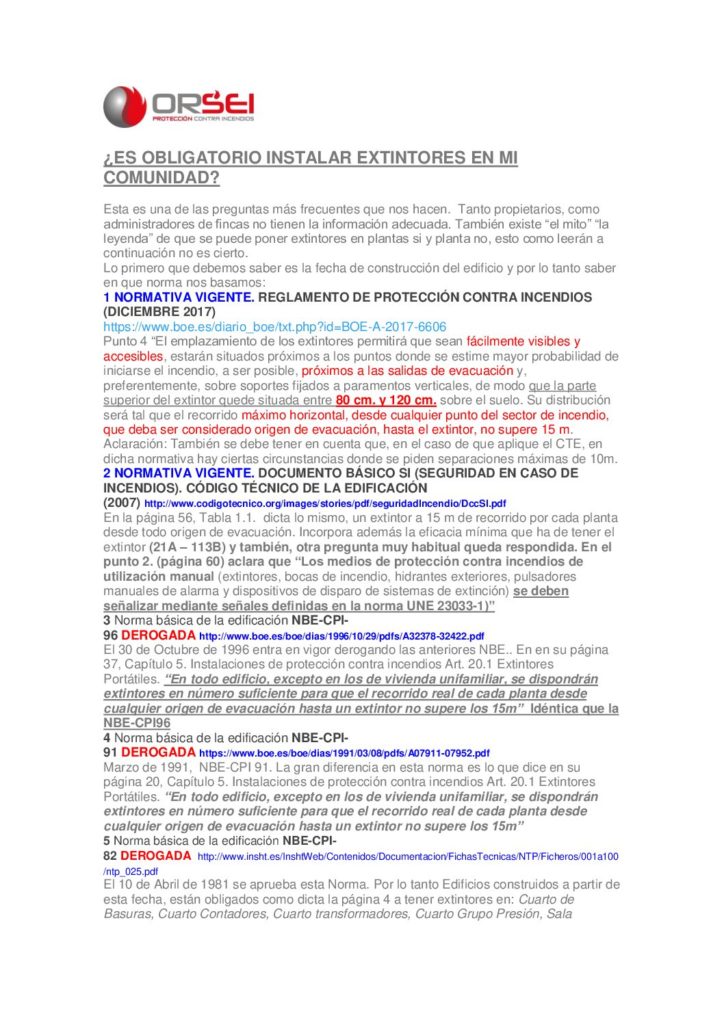 ORSEI
PROTECCIÓN CONTRA INCENDIOS
¿ES OBLIGATORIO INSTALAR EXTINTORES EN MI
COMUNIDAD?
Esta es una de las preguntas más frecuentes que nos hacen.  Tanto propietarios, como
administradores de fincas no tienen la información adecuada. También existe “el mito” “la
leyenda” de que se puede poner extintores en plantas si y planta no, esto como leerán a
continuación no es cierto.
Lo primero que debemos saber es la fecha de construcción del edificio y por lo tanto saber
en que norma nos basamos:
1 NORMATIVA VIGENTE. REGLAMENTO DE PROTECCIÓN CONTRA INCENDIOS
(DICIEMBRE 2017)
https://www.boe.es/diario_boe/txt.php?id=BOE-A-2017-6606
Punto 4 “El emplazamiento de los extintores permitirá que sean fácilmente visibles y
accesibles, estarán situados próximos a los puntos donde se estime mayor probabilidad de
iniciarse el incendio, a ser posible, próximos a las salidas de evacuación y,
preferentemente, sobre soportes fijados a paramentos verticales, de modo que la parte
superior del extintor quede situada entre 80 cm. y 120 cm. sobre el suelo. Su distribución
será tal que el recorrido máximo horizontal, desde cualquier punto del sector de incendio,
que deba ser considerado origen de evacuación, hasta el extintor, no supere 15 m.
Aclaración: También se debe tener en cuenta que, en el caso de que aplique el CTE, en
dicha normativa hay ciertas circunstancias donde se piden separaciones máximas de 10m.
2 NORMATIVA VIGENTE. DOCUMENTO BÁSICO SI (SEGURIDAD EN CASO DE
INCENDIOS). CÓDIGO TÉCNICO DE LA EDIFICACIÓN
(2007) http://www.codigotecnico.org/images/stories/pdf/seguridadIncendio/DccSI.pdf
En la página 56, Tabla 1.1.  dicta lo mismo, un extintor a 15 m de recorrido por cada planta
desde todo origen de evacuación. Incorpora además la eficacia mínima que ha de tener el
extintor (21A – 113B) y también, otra pregunta muy habitual queda respondida. En el
punto 2. (página 60) aclara que “Los medios de protección contra incendios de
utilización manual (extintores, bocas de incendio, hidrantes exteriores, pulsadores
manuales de alarma y dispositivos de disparo de sistemas de extinción) se deben
señalizar mediante señales definidas en la norma UNE 23033-1)”
3 Norma básica de la edificación NBE-CPI-
96 DEROGADA http://www.boe.es/boe/dias/1996/10/29/pdfs/A32378-32422.pdf
El 30 de Octubre de 1996 entra en vigor derogando las anteriores NBE.. En en su página
37, Capítulo 5. Instalaciones de protección contra incendios Art. 20.1 Extintores
Portátiles. “En todo edificio, excepto en los de vivienda unifamiliar, se dispondrán
extintores en número suficiente para que el recorrido real de cada planta desde
cualquier origen de evacuación hasta un extintor no supere los 15m”  Idéntica que la
NBE-CPI96
4 Norma básica de la edificación NBE-CPI-
91 DEROGADA https://www.boe.es/boe/dias/1991/03/08/pdfs/A07911-07952.pdf
Marzo de 1991,  NBE-CPI 91. La gran diferencia en esta norma es lo que dice en su
página 20, Capítulo 5. Instalaciones de protección contra incendios Art. 20.1 Extintores
Portátiles. “En todo edificio, excepto en los de vivienda unifamiliar, se dispondrán
extintores en número suficiente para que el recorrido real de cada planta desde
cualquier origen de evacuación hasta un extintor no supere los 15m”
5 Norma básica de la edificación NBE-CPI-
82 DEROGADA  http://www.insht.es/InshtWeb/Contenidos/Documentacion/FichasTecnicas/NTP/Ficheros/001a100
/ntp_025.pdf
El 10 de Abril de 1981 se aprueba esta Norma. Por lo tanto Edificios construidos a partir de
esta fecha, están obligados como dicta la página 4 a tener extintores en: Cuarto de
Basuras, Cuarto Contadores, Cuarto transformadores, Cuarto Grupo Presión, Sala